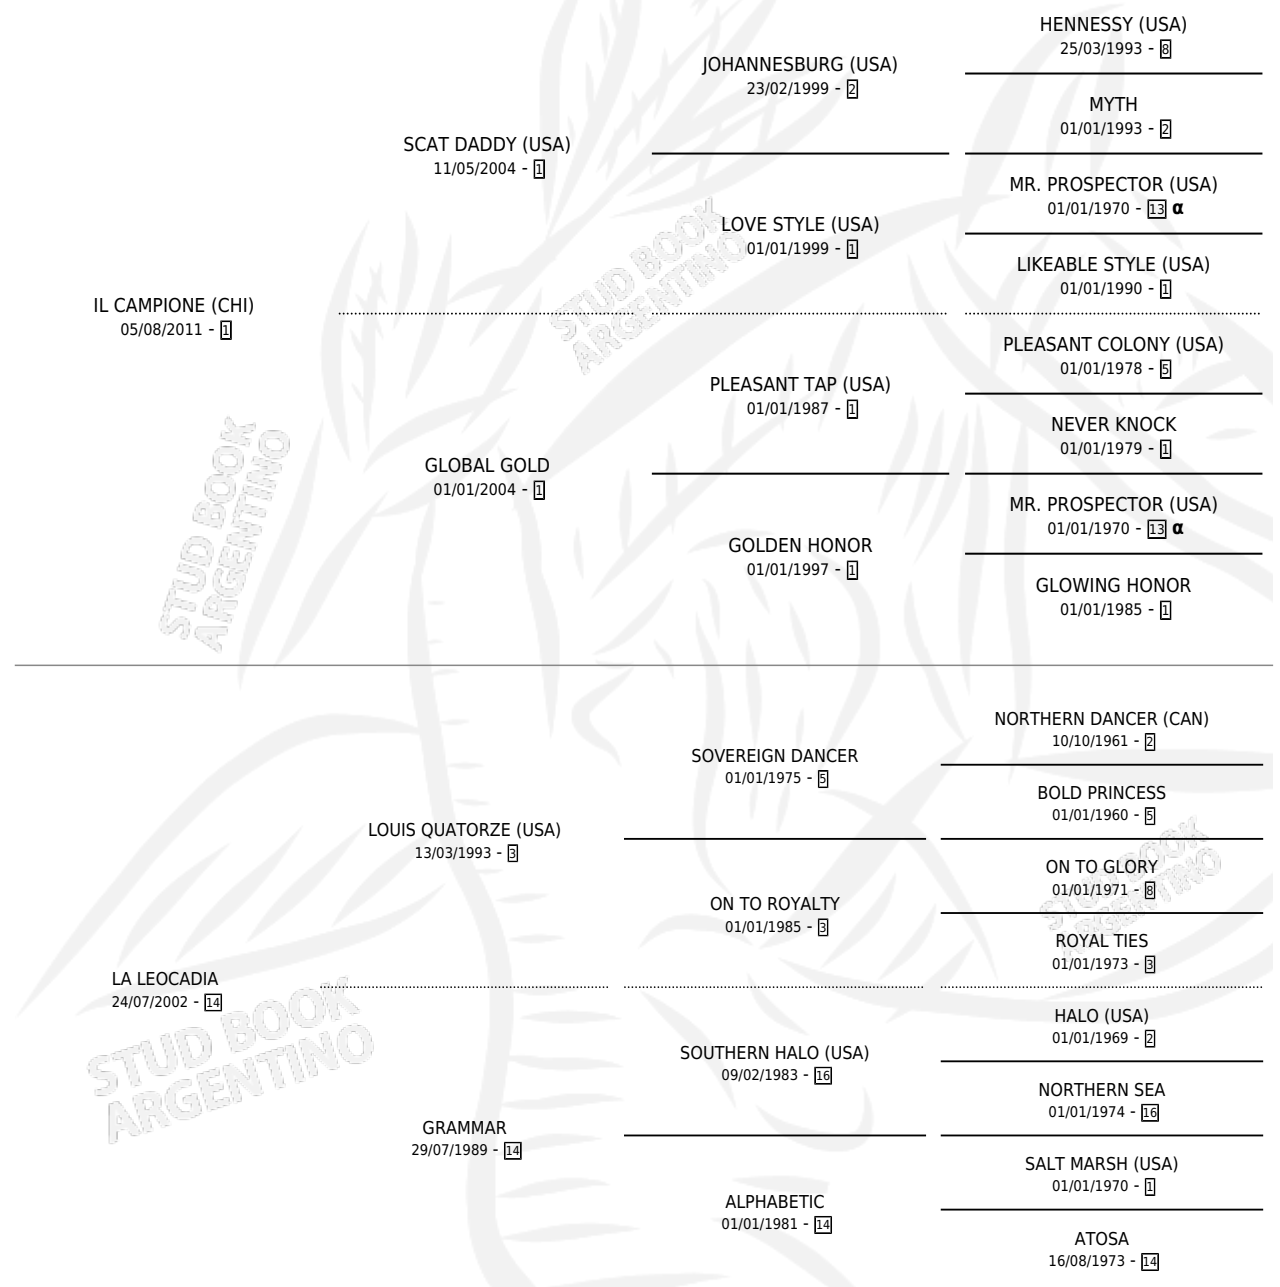 HENNESSY (USA)
25/03/1993 - 8
JOHANNESBURG (USA)
23/02/1999 - 2
MYTH
01/01/1993 - 2
SCAT DADDY (USA)
11/05/2004 - 1
MR. PROSPECTOR (USA)
01/01/1970 - 13 α
LOVE STYLE (USA)
01/01/1999 - 1
LIKEABLE STYLE (USA)
01/01/1990 - 1
IL CAMPIONE (CHI)
05/08/2011 - 1
STUD BOOK
ARGENTINO
PLEASANT COLONY (USA)
01/01/1978 - 5
PLEASANT TAP (USA)
01/01/1987 - 1
NEVER KNOCK
01/01/1979 - 1
GLOBAL GOLD
01/01/2004 - 1
MR. PROSPECTOR (USA)
01/01/1970 - 13 α
GOLDEN HONOR
01/01/1997 - 1
GLOWING HONOR
01/01/1985 - 1
STUD BOOK
ARGENTINO
NORTHERN DANCER (CAN)
10/10/1961 - 2
SOVEREIGN DANCER
01/01/1975 - 5
BOLD PRINCESS
01/01/1960 - 5
LOUIS QUATORZE (USA)
13/03/1993 - 3
ON TO GLORY
01/01/1971 - 8
ON TO ROYALTY
01/01/1985 - 3
ROYAL TIES
01/01/1973 - 3
STUD BOOK
ARGENTINO
LA LEOCADIA
24/07/2002 - 14
HALO (USA)
01/01/1969 - 2
SOUTHERN HALO (USA)
09/02/1983 - 16
NORTHERN SEA
01/01/1974 - 16
STUD BOOK
ARGENTINO
GRAMMAR
29/07/1989 - 14
SALT MARSH (USA)
01/01/1970 - 1
ALPHABETIC
01/01/1981 - 14
ATOSA
16/08/1973 - 14